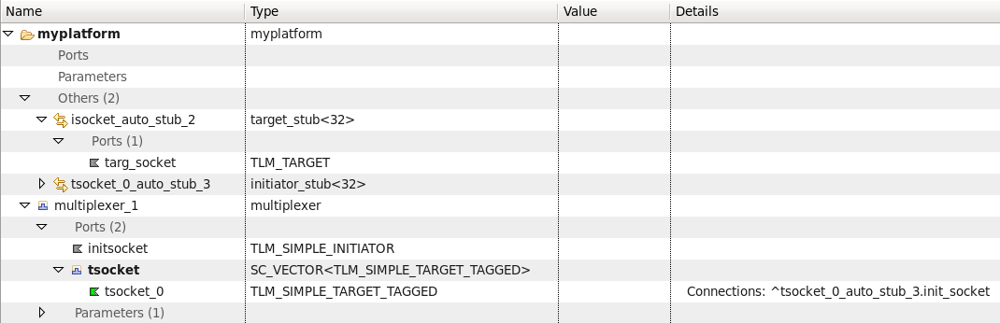 Name Type Value Details
myplatform myplatform
Ports
Parameters
Others (2)
isocket_auto_stub_2 target_stub<32>
Ports (1)
targ_socket TLM_TARGET
tsocket_0_auto_stub_3 initiator_stub<32>
multiplexer_1 multiplexer
Ports (2)
initsocket TLM_SIMPLE_INITIATOR
tsocket SC_VECTOR<TLM_SIMPLE_TARGET_TAGGED>
tsocket_0 TLM_SIMPLE_TARGET_TAGGED Connections: ^tsocket_0_auto_stub_3.init_socket
Parameters (1)